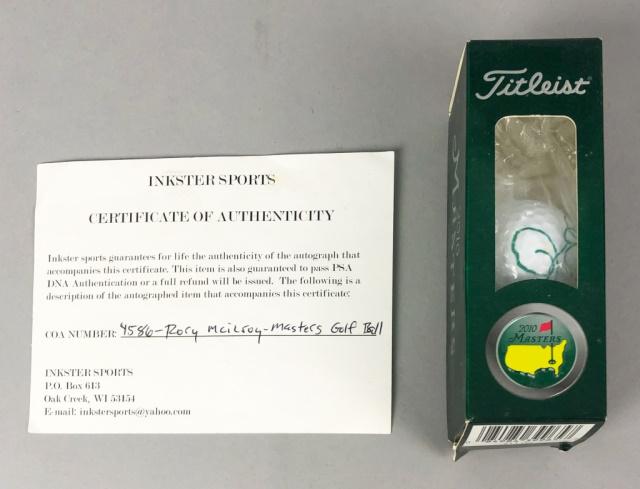 INKSTER SPORTS
CERTIFICATE OF AUTHENTICITY
Inkster sports guarantees for life the authenticity of the autograph that
accompanies this certificate. This item is also guaranteed to pass PSA
DNA Authentication or a full refund will be issued. The following is a
description of the autographed item that accompanies this certificate:
COA NUMBER: 4586-Rory McIlroy-Masters Golf Ball
INKSTER SPORTS
P.O. Box 613
Oak Creek, WI 53154
E-mail: inkstersports@yahoo.com
Titleist
MASTERS
2010
2010
MASTERS